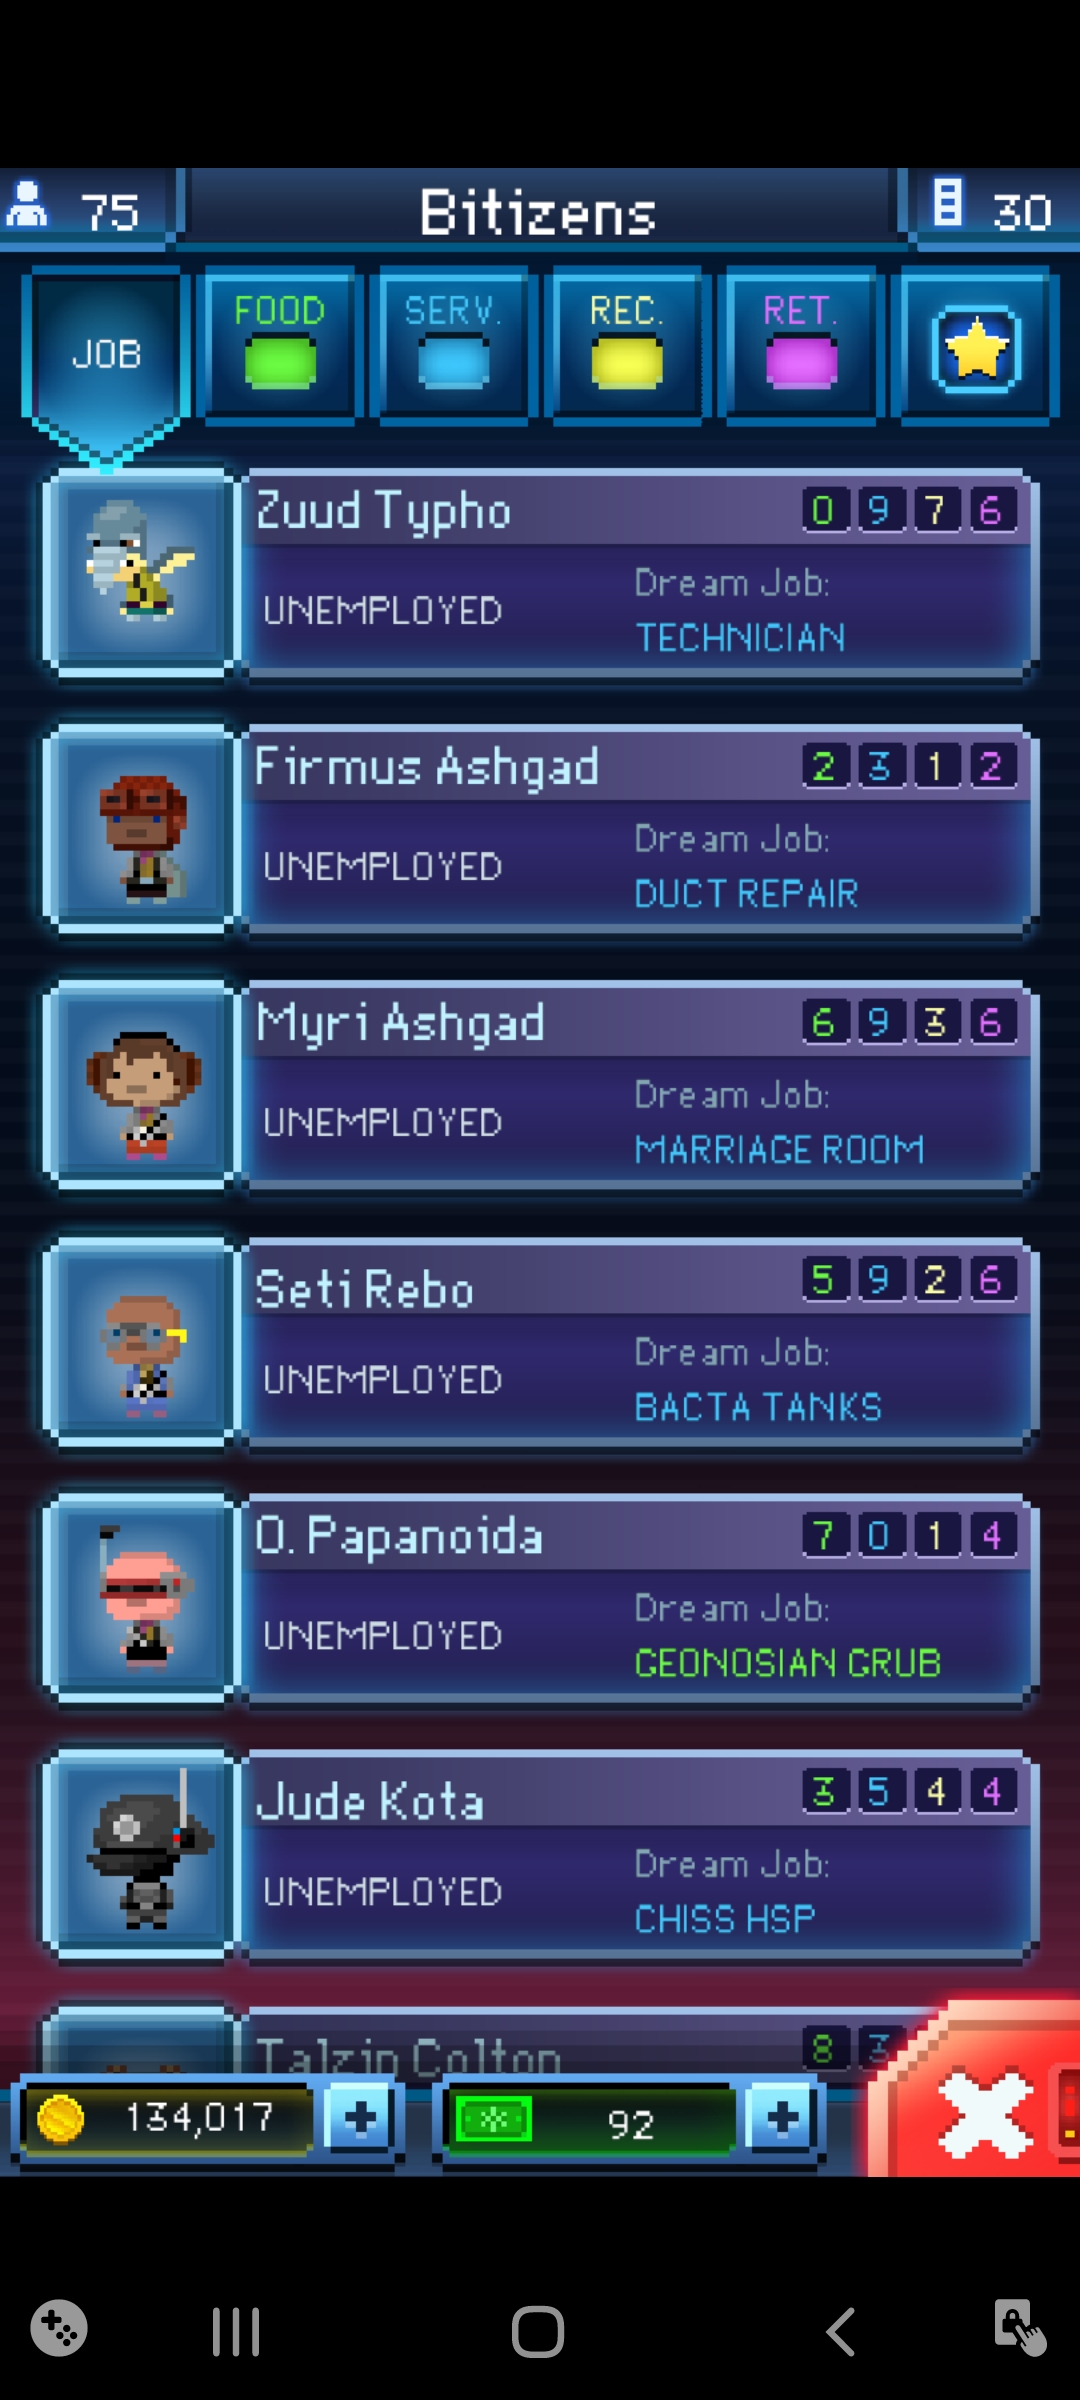 75 Bitizens 30
JOB FOOD SERV. REC. RET.
Zuud Typho 0 9 7 6
UNEMPLOYED
Dream Job:
TECHNICIAN
Firmus Ashgad 2 3 1 2
UNEMPLOYED
Dream Job:
DUCT REPAIR
Myri Ashgad 6 9 3 6
UNEMPLOYED
Dream Job:
MARRIAGE ROOM
Seti Rebo 5 9 2 6
UNEMPLOYED
Dream Job:
BACTA TANKS
O. Papanoida 7 0 1 4
UNEMPLOYED
Dream Job:
GEONOSIAN GRUB
Jude Kota 3 5 4 4
UNEMPLOYED
Dream Job:
CHISS HSP
Talzin Colton 8 3
134,017 92